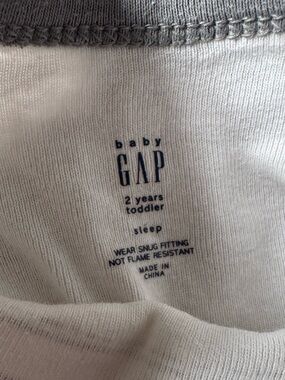 baby
GAP
2 years
toddler
sleep
WEAR SNUG FITTING
NOT FLAME RESISTANT
MADE IN
CHINA